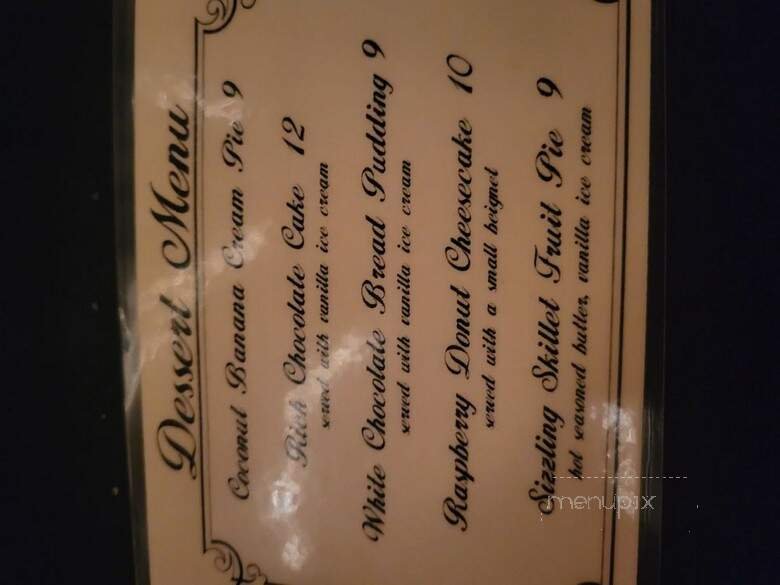 Dessert Menu
Coconut Banana Cream Pie 9
Rich Chocolate Cake 12
served with vanilla ice cream
White Chocolate Bread Pudding 9
served with vanilla ice cream
Raspberry Donut Cheesecake 10
served with a small beignet
Sizzling Skillet Fruit Pie 9
hot seasoned butter, vanilla ice cream
menupix